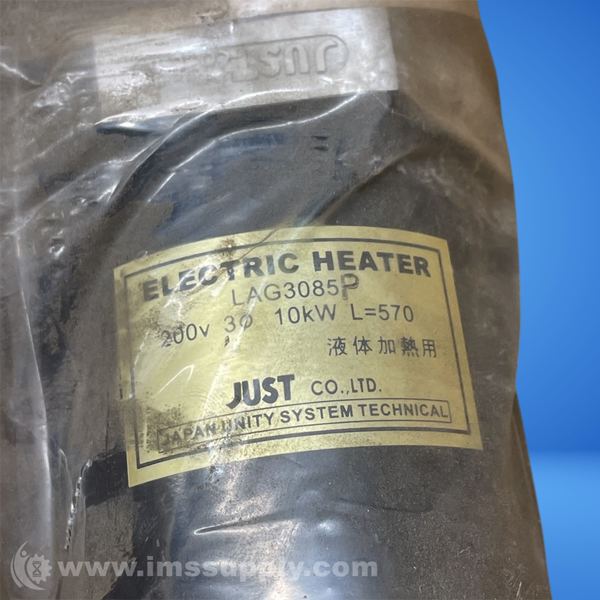 JUST
ELECTRIC HEATER
LAG3085P
200v 3φ 10kW L=570
液体加熱用
JUST CO.,LTD.
JAPAN UNITY SYSTEM TECHNICAL
www.imssupply.com